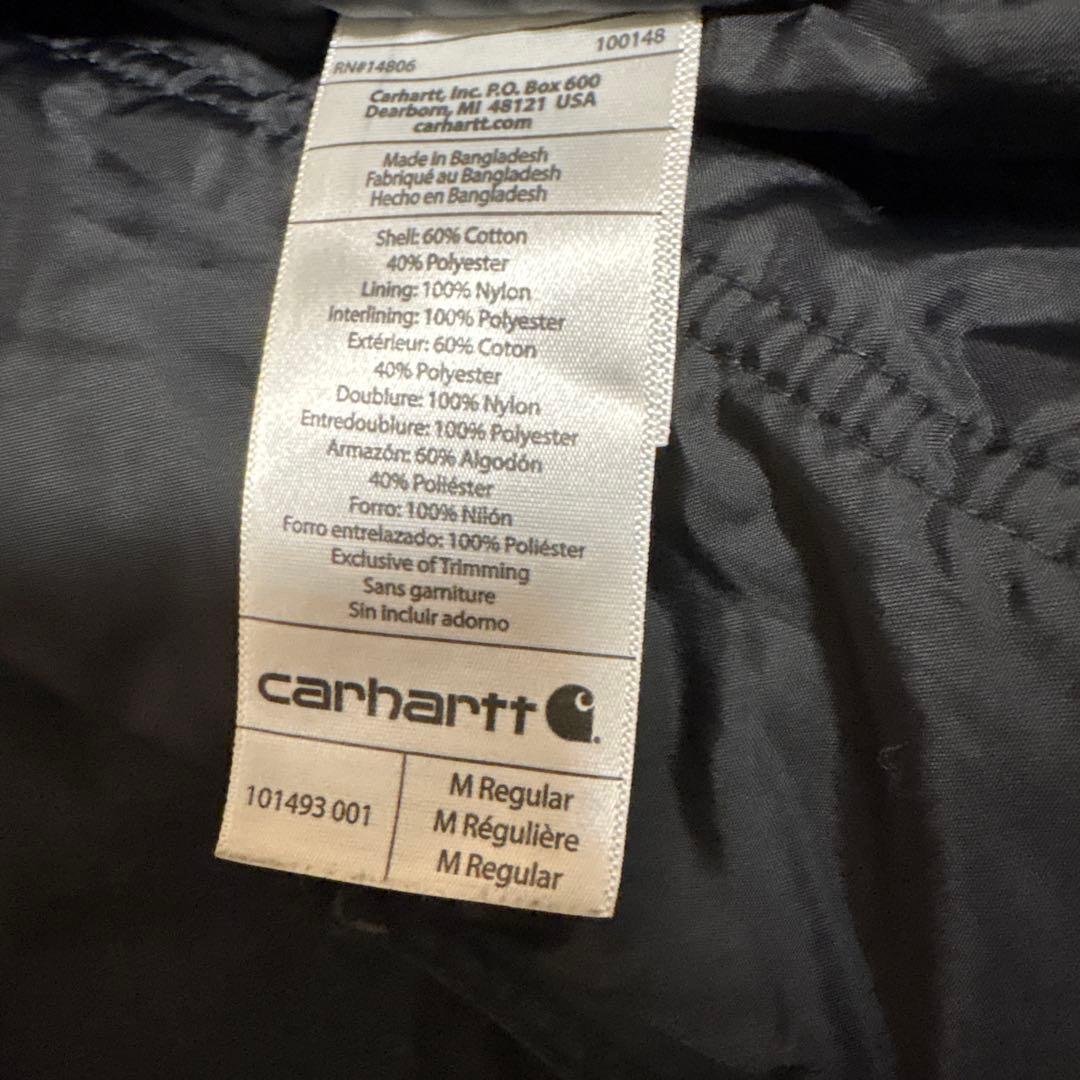 100148
RN#14806
Carhartt, Inc. P.O. Box 600
Dearborn, MI 48121 USA
carhartt.com
Made in Bangladesh
Fabriqué au Bangladesh
Hecho en Bangladesh
Shell: 60% Cotton
40% Polyester
Lining: 100% Nylon
Interlining: 100% Polyester
Extérieur: 60% Coton
40% Polyester
Doublure: 100% Nylon
Entredoublure: 100% Polyester
Armazón: 60% Algodón
40% Poliéster
Forro: 100% Nilón
Forro entrelazado: 100% Poliéster
Exclusive of Trimming
Sans garniture
Sin incluir adorno
carhartt
101493 001
M Regular
M Régulière
M Regular